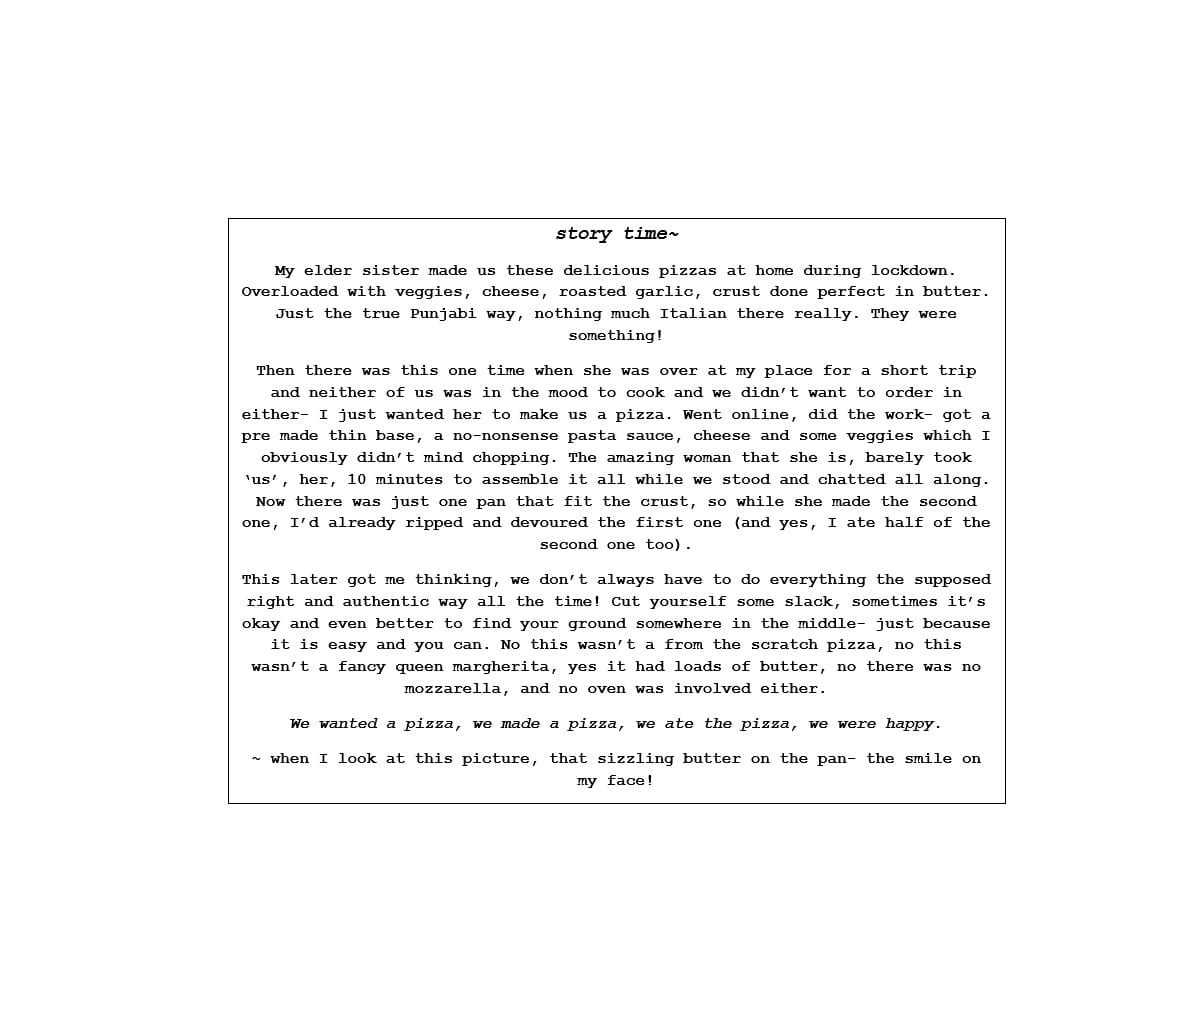 story time~
My elder sister made us these delicious pizzas at home during lockdown.
Overloaded with veggies, cheese, roasted garlic, crust done perfect in butter.
Just the true Punjabi way, nothing much Italian there really. They were
something!
Then there was this one time when she was over at my place for a short trip
and neither of us was in the mood to cook and we didn’t want to order in
either- I just wanted her to make us a pizza. Went online, did the work- got a
pre made thin base, a no-nonsense pasta sauce, cheese and some veggies which I
obviously didn’t mind chopping. The amazing woman that she is, barely took
‘us’, her, 10 minutes to assemble it all while we stood and chatted all along.
Now there was just one pan that fit the crust, so while she made the second
one, I’d already ripped and devoured the first one (and yes, I ate half of the
second one too).
This later got me thinking, we don’t always have to do everything the supposed
right and authentic way all the time! Cut yourself some slack, sometimes it’s
okay and even better to find your ground somewhere in the middle- just because
it is easy and you can. No this wasn’t a from the scratch pizza, no this
wasn’t a fancy queen margherita, yes it had loads of butter, no there was no
mozzarella, and no oven was involved either.
We wanted a pizza, we made a pizza, we ate the pizza, we were happy.
~ when I look at this picture, that sizzling butter on the pan- the smile on
my face!